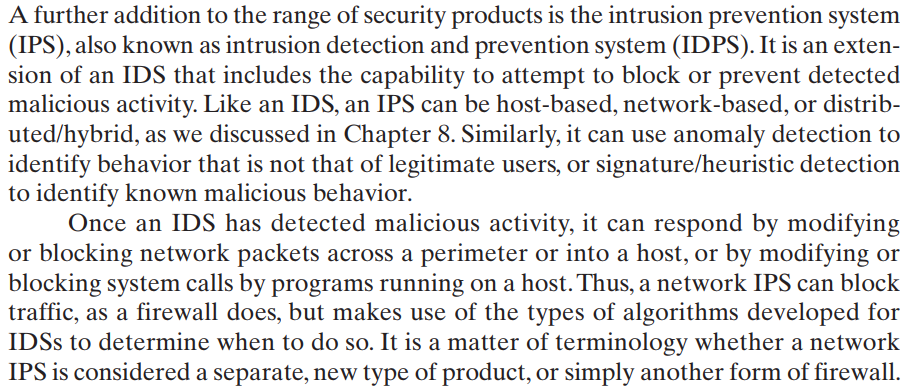 A further addition to the range of security products is the intrusion prevention system
(IPS), also known as intrusion detection and prevention system (IDPS). It is an exten-
sion of an IDS that includes the capability to attempt to block or prevent detected
malicious activity. Like an IDS, an IPS can be host-based, network-based, or distrib-
uted/hybrid, as we discussed in Chapter 8. Similarly, it can use anomaly detection to
identify behavior that is not that of legitimate users, or signature/heuristic detection
to identify known malicious behavior.
Once an IDS has detected malicious activity, it can respond by modifying
or blocking network packets across a perimeter or into a host, or by modifying or
blocking system calls by programs running on a host. Thus, a network IPS can block
traffic, as a firewall does, but makes use of the types of algorithms developed for
IDSs to determine when to do so. It is a matter of terminology whether a network
IPS is considered a separate, new type of product, or simply another form of firewall.